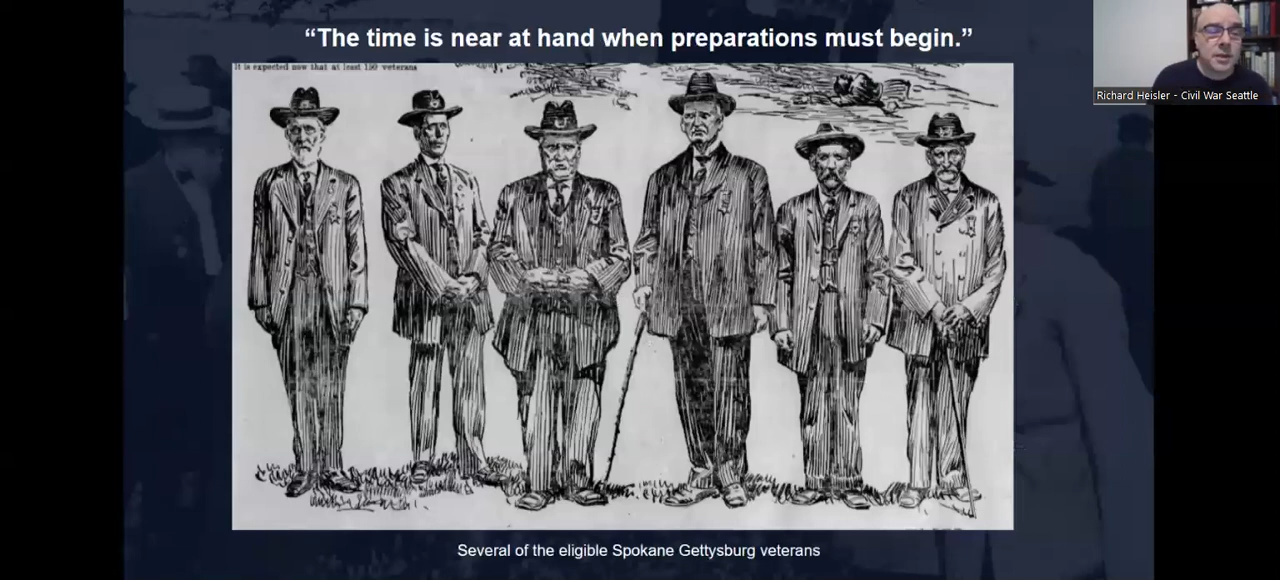 “The time is near at hand when preparations must begin.”
It is expected now that at least 150 veterans
Richard Heisler - Civil War Seattle
Several of the eligible Spokane Gettysburg veterans